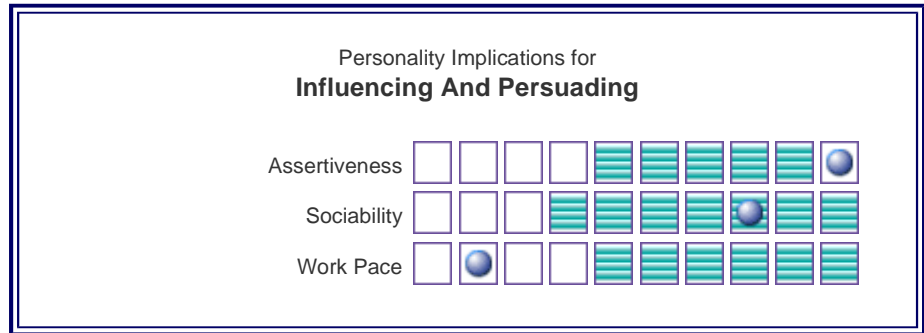 Personality Implications for
Influencing And Persuading
Assertiveness
Sociability
Work Pace